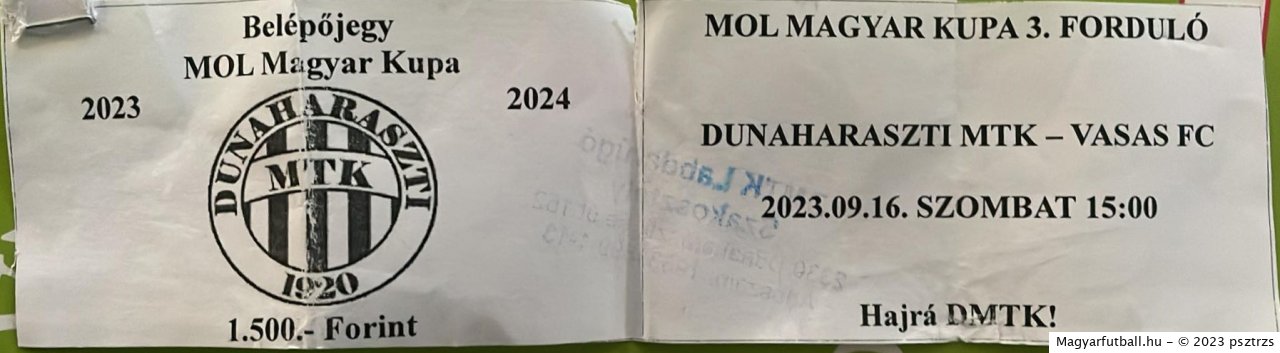 Belépőjegy
MOL Magyar Kupa
2023
2024
DUNAHARASZTI
MTK
1920
1.500.- Forint
MOL MAGYAR KUPA 3. FORDULÓ
DUNAHARASZTI MTK – VASAS FC
2023.09.16. SZOMBAT 15:00
Hajrá DMTK!
Magyarfutball.hu – © 2023 psztrzs